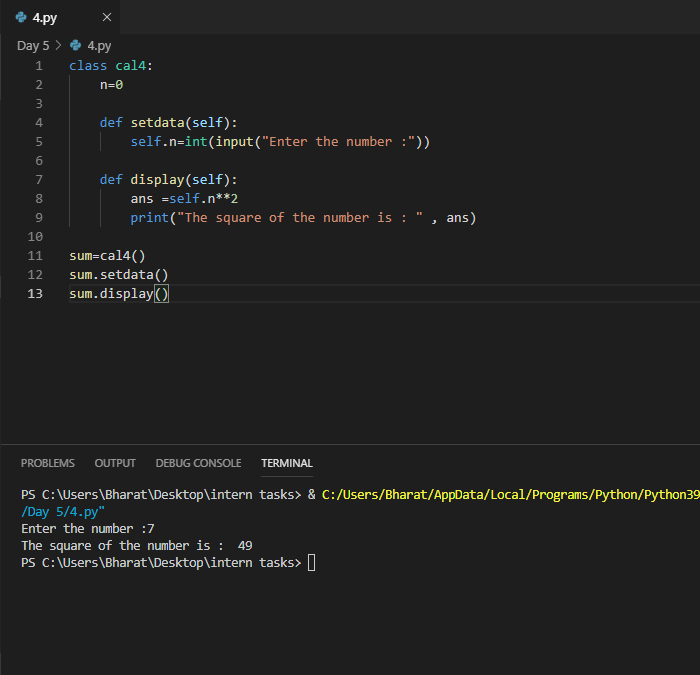 4.py ×
Day 5 > 4.py
1 class cal4:
2     n=0
3
4     def setdata(self):
5         self.n=int(input("Enter the number :"))
6
7     def display(self):
8         ans =self.n**2
9         print("The square of the number is : " , ans)
10
11 sum=cal4()
12 sum.setdata()
13 sum.display()
PROBLEMS OUTPUT DEBUG CONSOLE TERMINAL
PS C:\Users\Bharat\Desktop\intern tasks> & C:/Users/Bharat/AppData/Local/Programs/Python/Python39
/Day 5/4.py"
Enter the number :7
The square of the number is :  49
PS C:\Users\Bharat\Desktop\intern tasks>